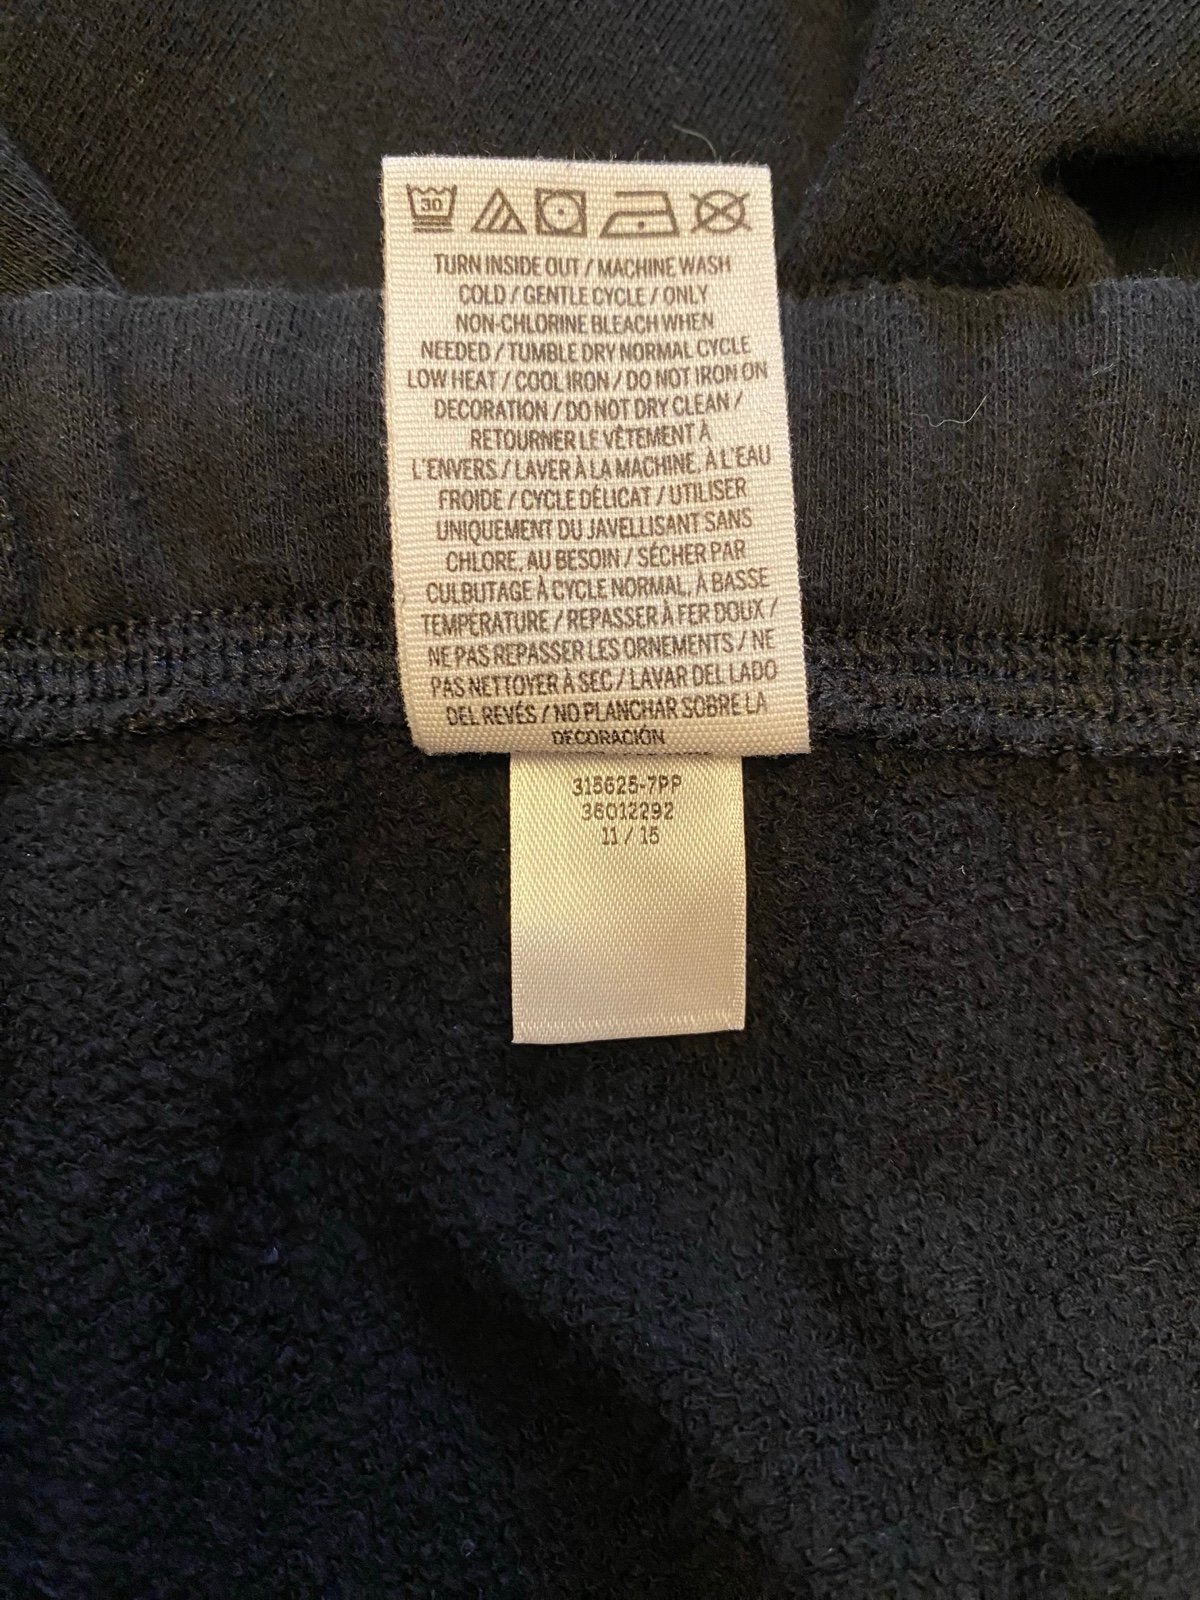 30
TURN INSIDE OUT / MACHINE WASH
COLD / GENTLE CYCLE / ONLY
NON-CHLORINE BLEACH WHEN
NEEDED / TUMBLE DRY NORMAL CYCLE
LOW HEAT / COOL IRON / DO NOT IRON ON
DECORATION / DO NOT DRY CLEAN /
RETOURNER LE VÊTEMENT À
L'ENVERS / LAVER À LA MACHINE, À L'EAU
FROIDE / CYCLE DÉLICAT / UTILISER
UNIQUEMENT DU JAVELLISANT SANS
CHLORE, AU BESOIN / SÉCHER PAR
CULBUTAGE À CYCLE NORMAL, À BASSE
TEMPÉRATURE / REPASSER À FER DOUX /
NE PAS REPASSER LES ORNEMENTS / NE
PAS NETTOYER À SEC / LAVAR DEL LADO
DEL REVÉS / NO PLANCHAR SOBRE LA
DECORACIÓN
315625-7PP
36012292
11 / 15